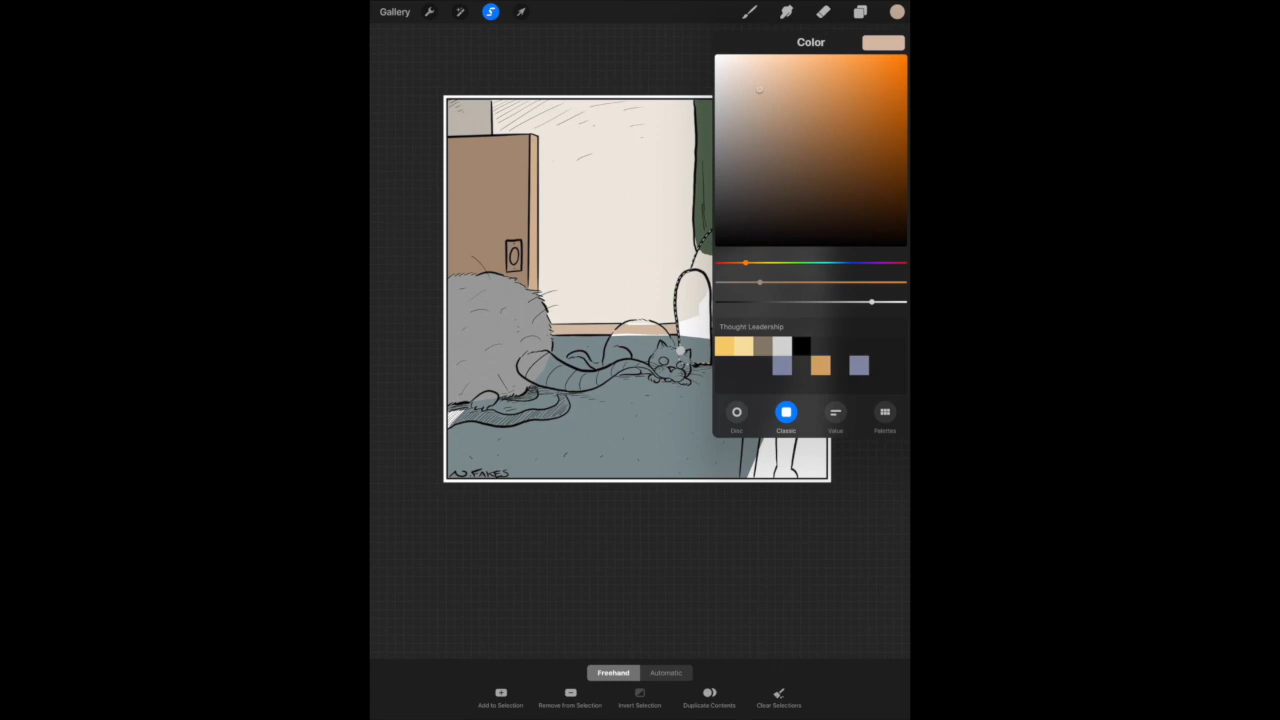 Gallery
Color
Thought Leadership
Disc
Classic
Value
Palettes
N.FAKES
Freehand
Automatic
Add to Selection
Remove from Selection
Invert Selection
Duplicate Contents
Clear Selections